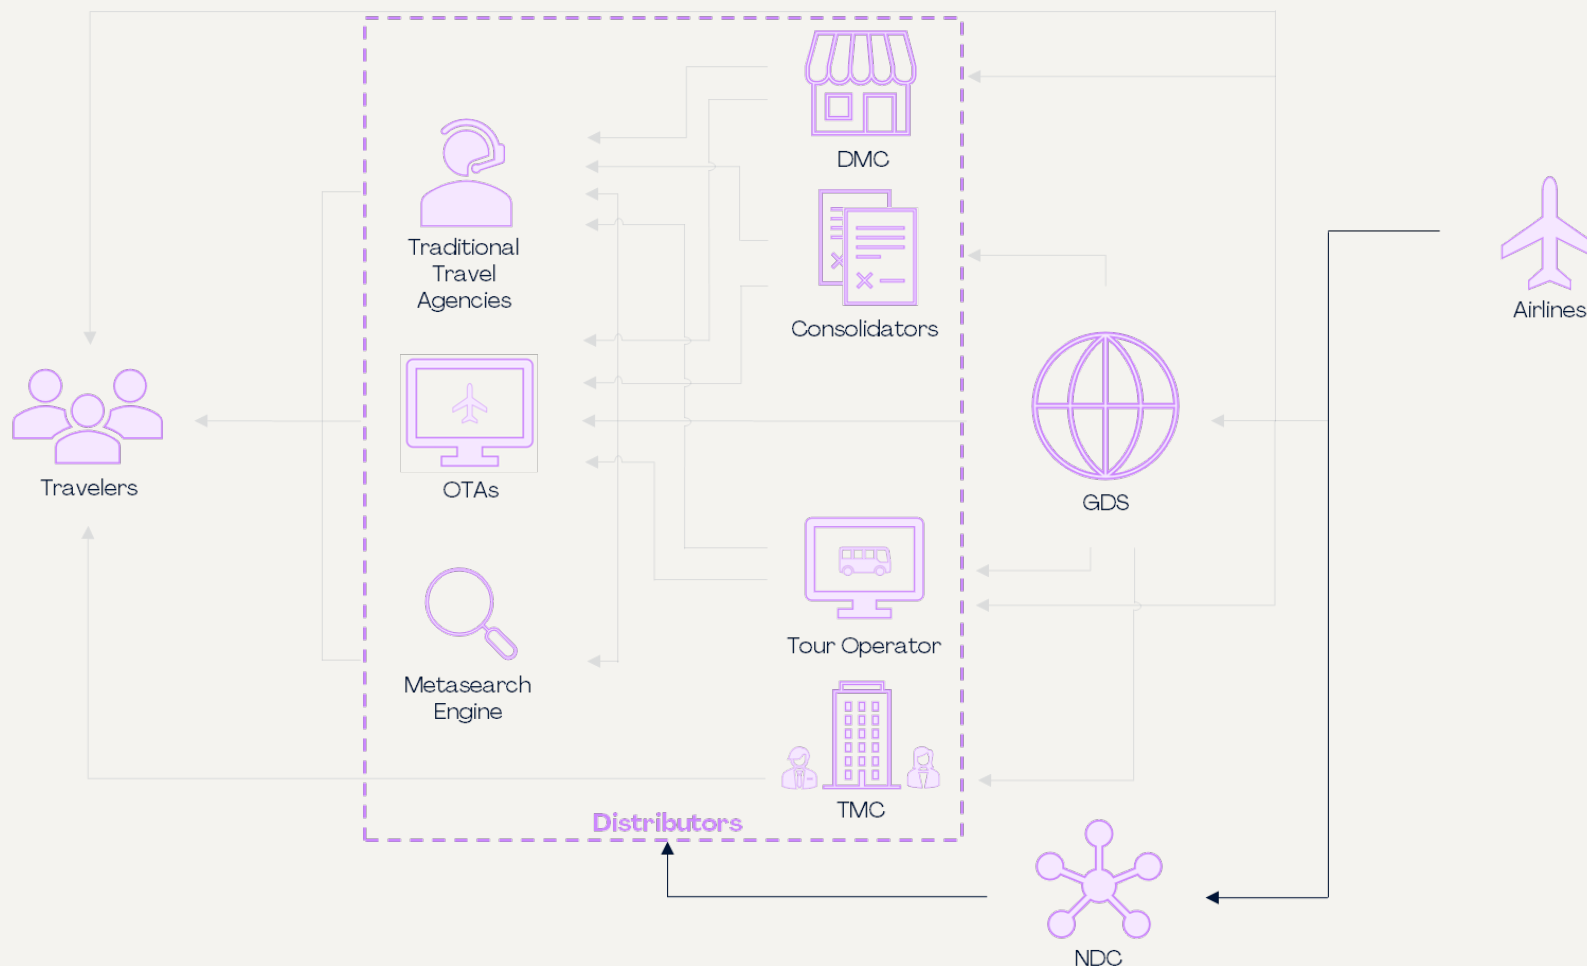 DMC
Traditional
Travel
Agencies
Consolidators
Airlines
Travelers
OTAs
GDS
Tour Operator
Metasearch
Engine
TMC
Distributors
NDC